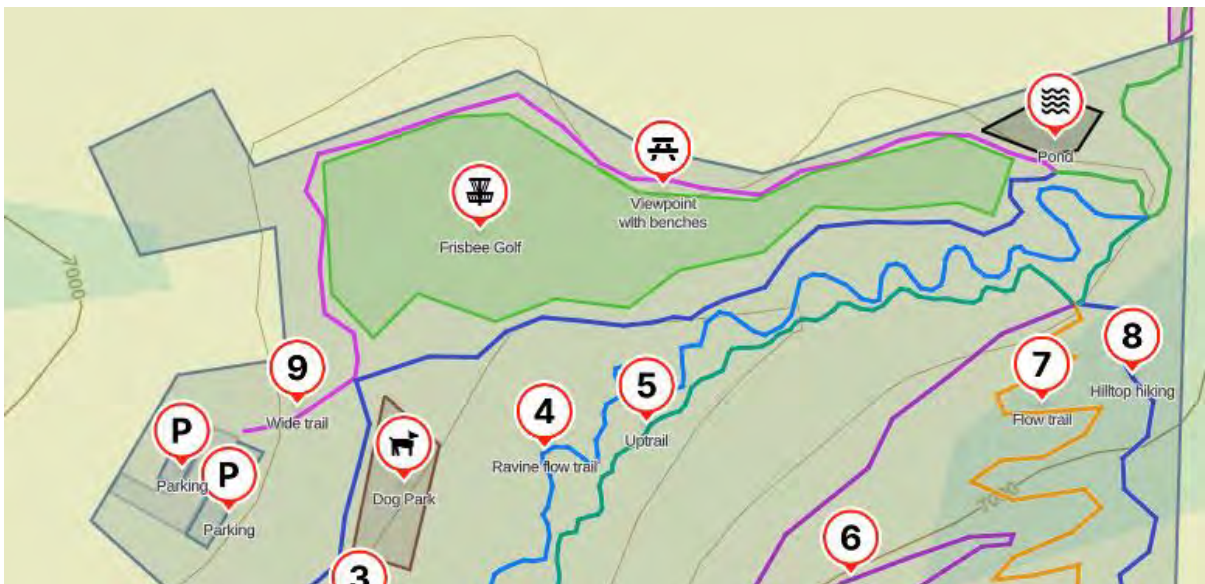 Pond
Viewpoint
with benches
Frisbee Golf
7000
8
9
7
5
4
Hilltop hiking
Wide trail
Flow trail
P
Uptrail
Ravine flow trail
P
Parking
Dog Park
7000
Parking
6
3